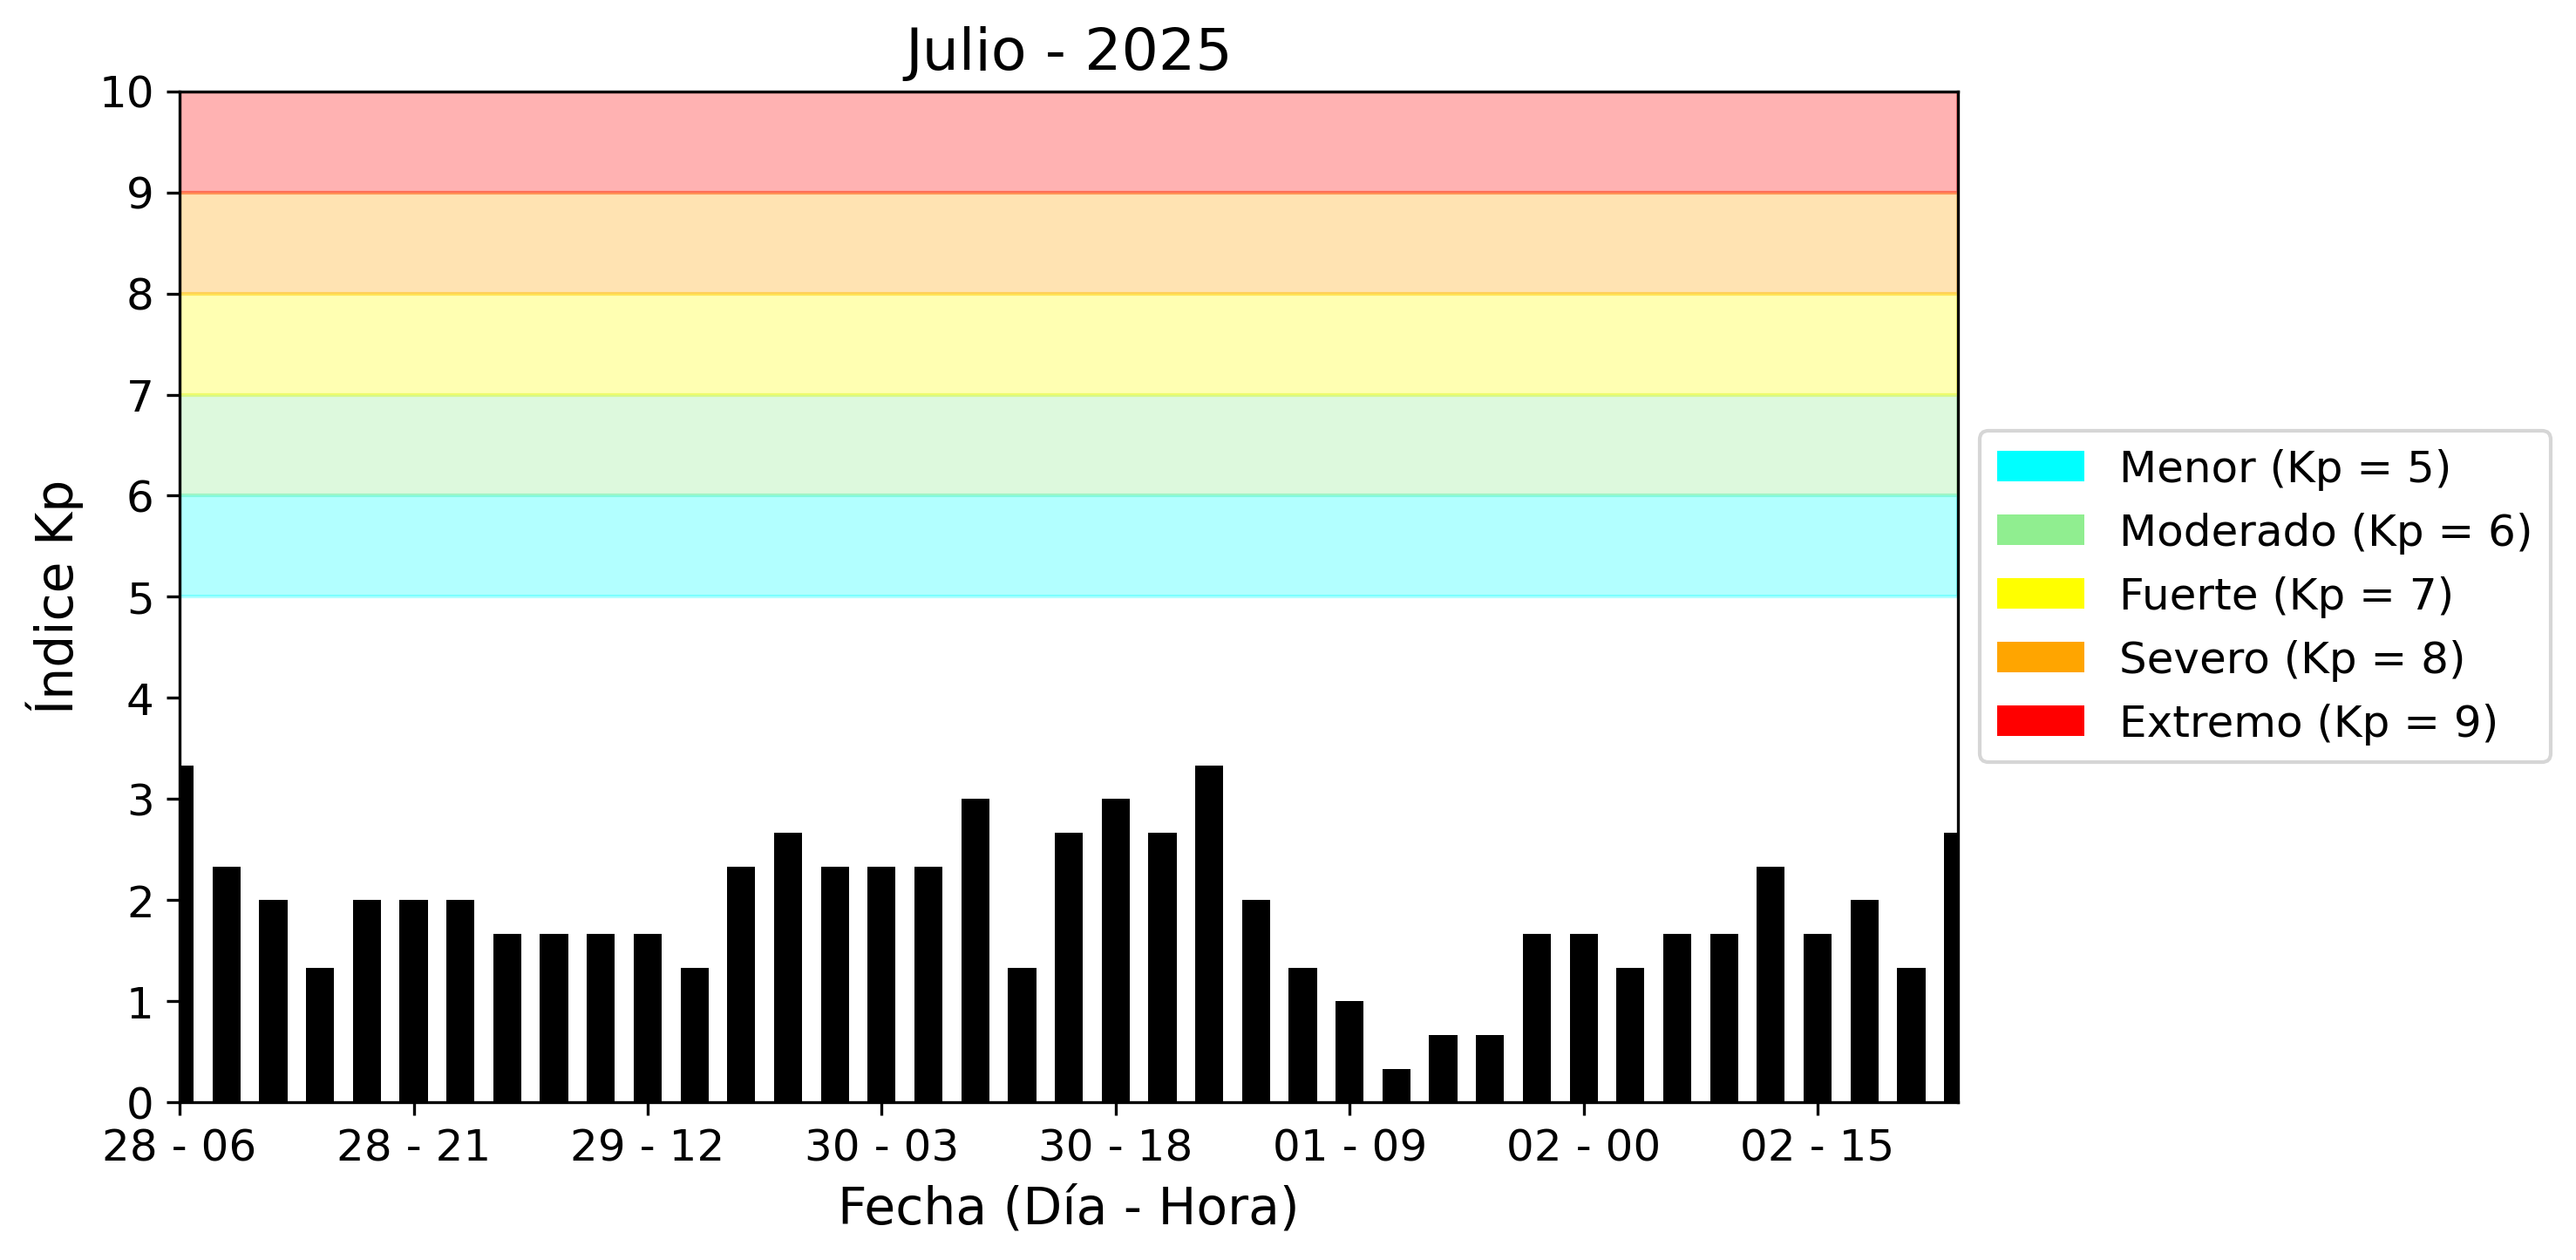 Julio - 2025
10
9
8
7
6
5
4
3
2
1
0
Índice Kp
28 - 06
28 - 21
29 - 12
30 - 03
30 - 18
01 - 09
02 - 00
02 - 15
Fecha (Día - Hora)
Menor (Kp = 5)
Moderado (Kp = 6)
Fuerte (Kp = 7)
Severo (Kp = 8)
Extremo (Kp = 9)